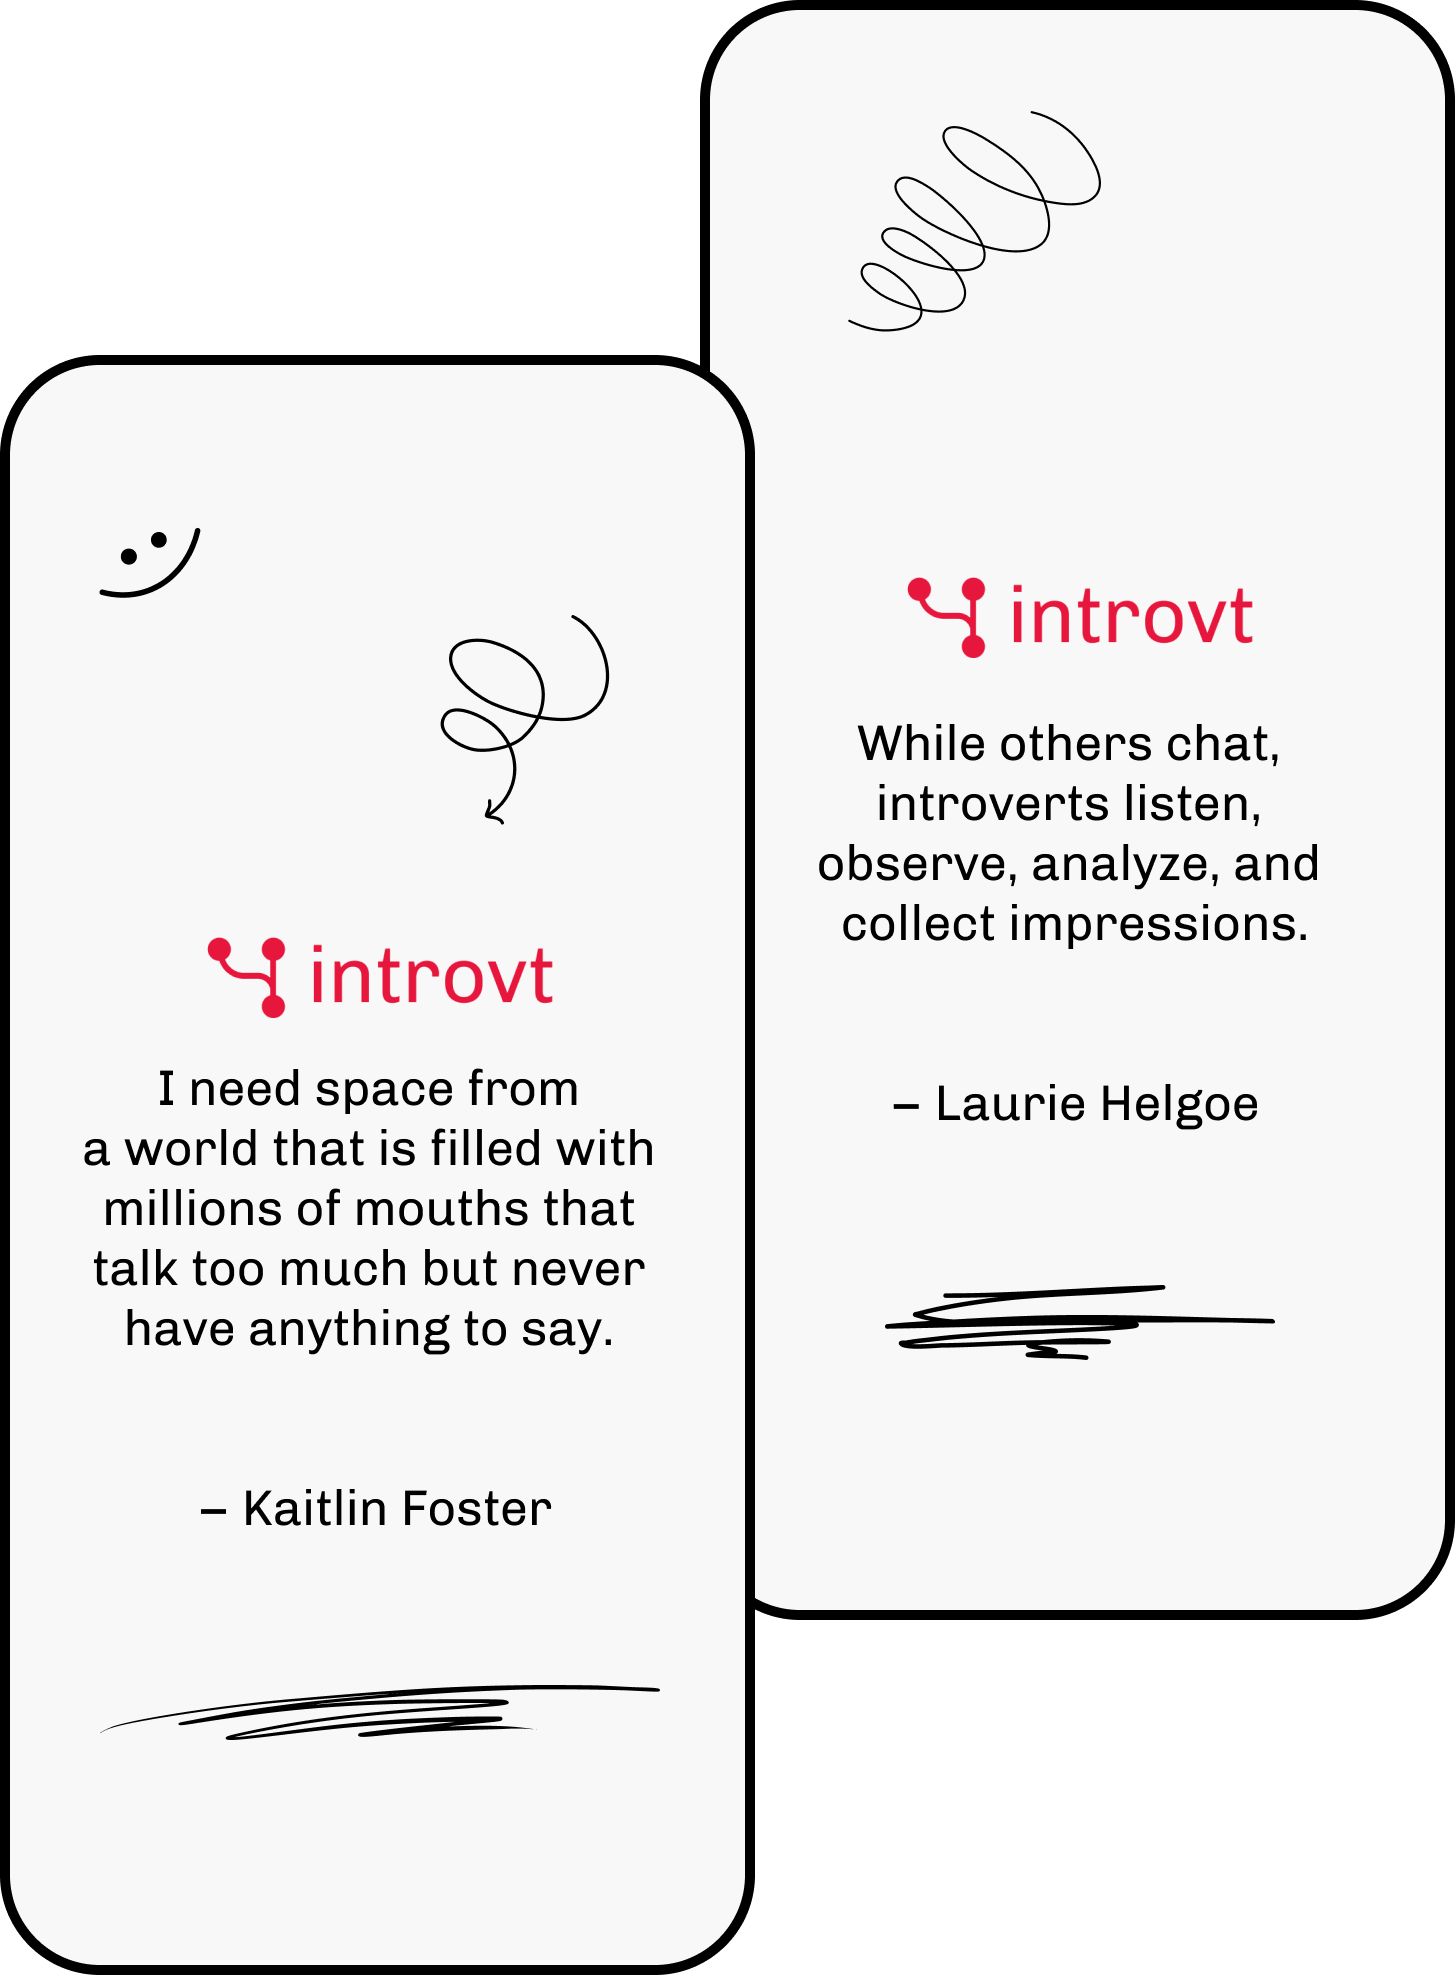 introvt
I need space from
a world that is filled with
millions of mouths that
talk too much but never
have anything to say.
– Kaitlin Foster
introvt
While others chat,
introverts listen,
observe, analyze, and
collect impressions.
– Laurie Helgoe